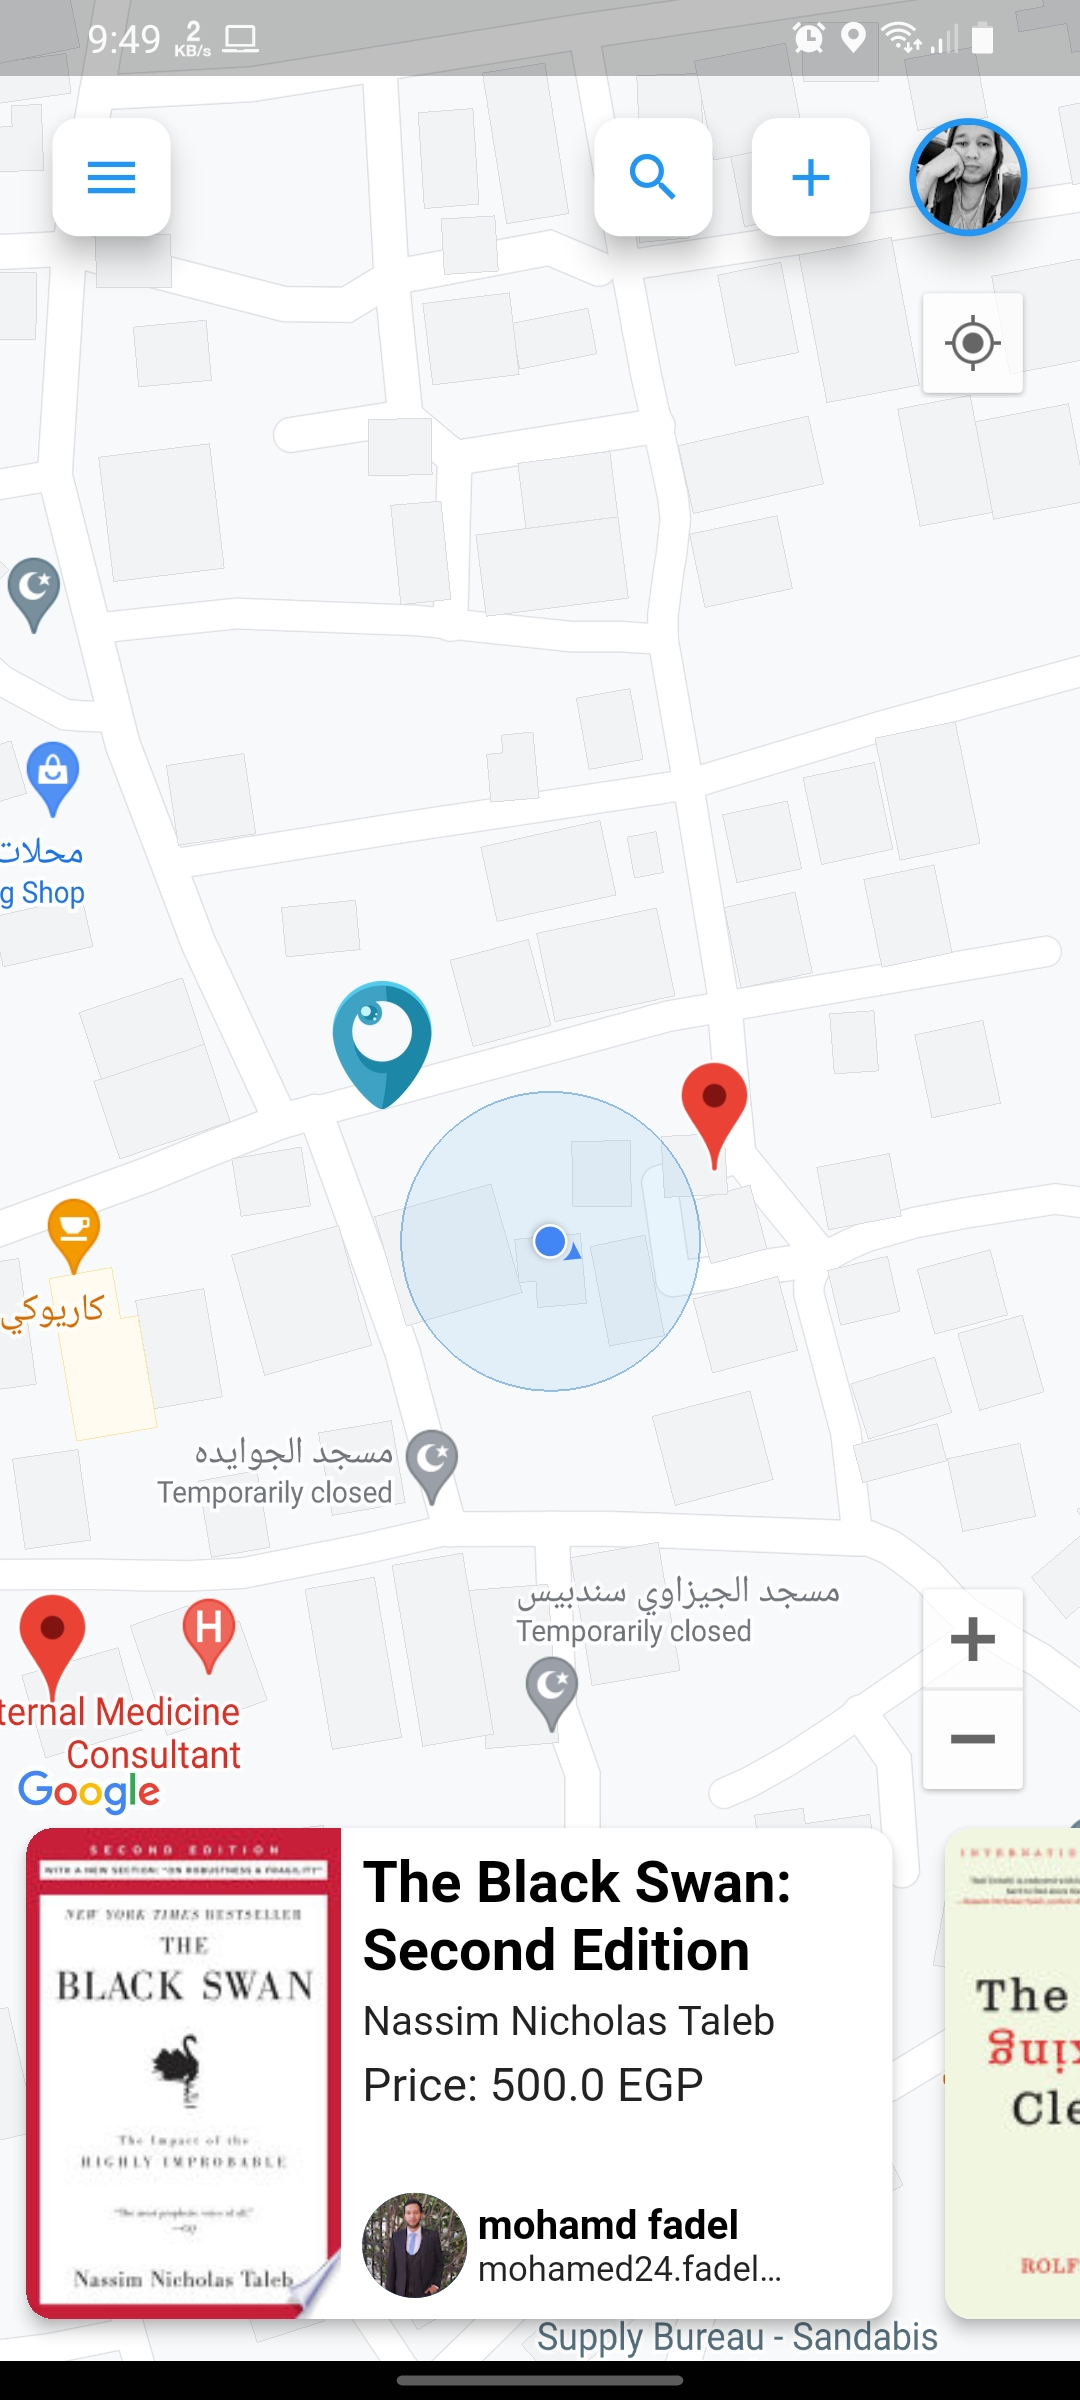 9:49
2
KB/s
محلات
g Shop
كاريوكي
مسجد الجوايده
Temporarily closed
مسجد الجيزاوي سندبيس
Temporarily closed
H
ternal Medicine
Consultant
Google
SECOND EDITION
WITH A NEW SECTION: "ON ROBUSTNESS & FRAGILITY"
NEW YORK TIMES BESTSELLER
THE
BLACK SWAN
The Impact of the
HIGHLY IMPROBABLE
Nassim Nicholas Taleb
The Black Swan:
Second Edition
Nassim Nicholas Taleb
Price: 500.0 EGP
mohamd fadel
mohamed24.fadel...
INTERNATIO
The
king
Cle
ROLF
Supply Bureau - Sandabis